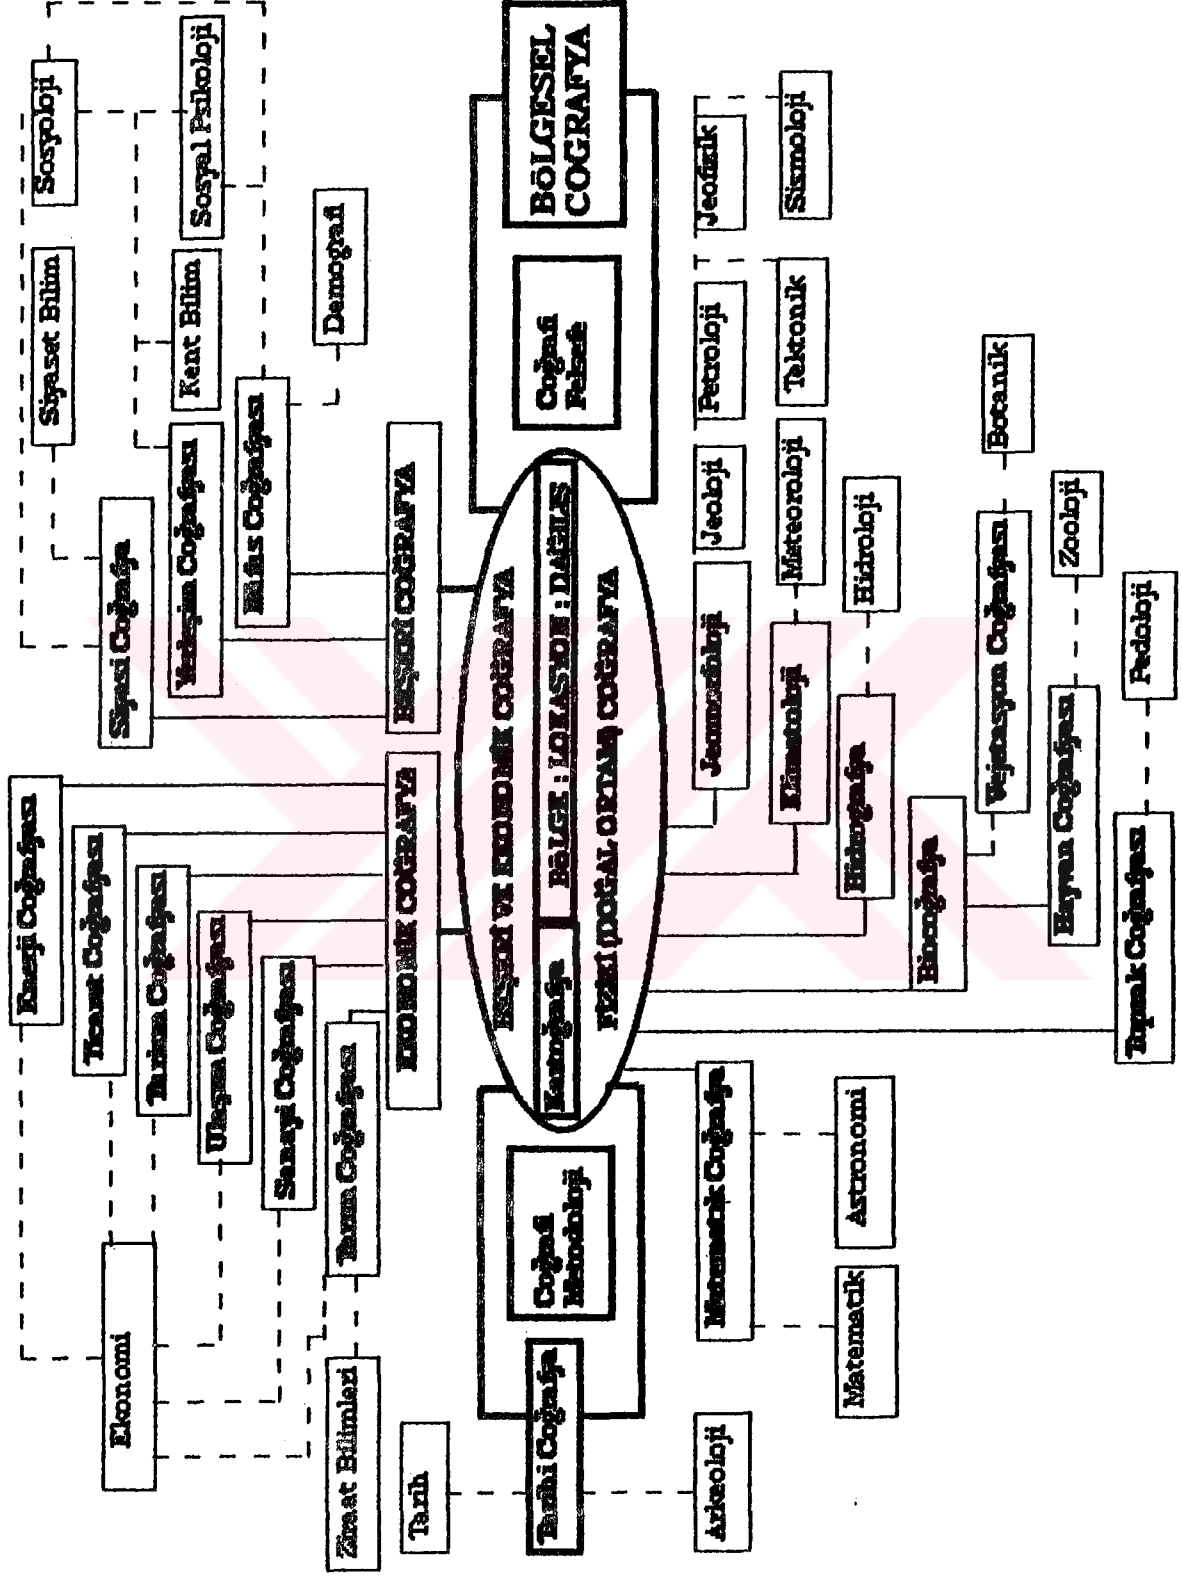 Sosyoloji
Siyaset Bilim
Sosyal Psikoloji
Kent Bilim
Demografi
Siyasi Coğrafya
Yerleşim Coğrafyası
Nüfus Coğrafyası
BEŞERİ COĞRAFYA
Enerji Coğrafyası
Ticaret Coğrafyası
Turizm Coğrafyası
Ulaşım Coğrafyası
Sanayi Coğrafyası
Tarım Coğrafyası
EKONOMİK COĞRAFYA
Ekonomi
Ziraat Bilimleri
Tarih
Tarihi Coğrafya
Arkeoloji
Coğrafi
Metodoloji
BEŞERİ VE EKONOMİK COĞRAFYA
Kartoğrafya
BÖLGE : LOKASYON : DAĞILIŞ
FİZİKİ (DOĞAL ORTAM) COĞRAFYA
Coğrafi
Felsefe
BÖLGESEL
COĞRAFYA
Matematik Coğrafya
Matematik
Astronomi
Jeomorfoloji
Jeoloji
Petroloji
Jeofizik
Klimatoloji
Meteoroloji
Tektonik
Sismoloji
Hidrografya
Hidroloji
Biocoğrafya
Vejetasyon Coğrafyası
Botanik
Hayvan Coğrafyası
Zooloji
Toprak Coğrafyası
Pedoloji